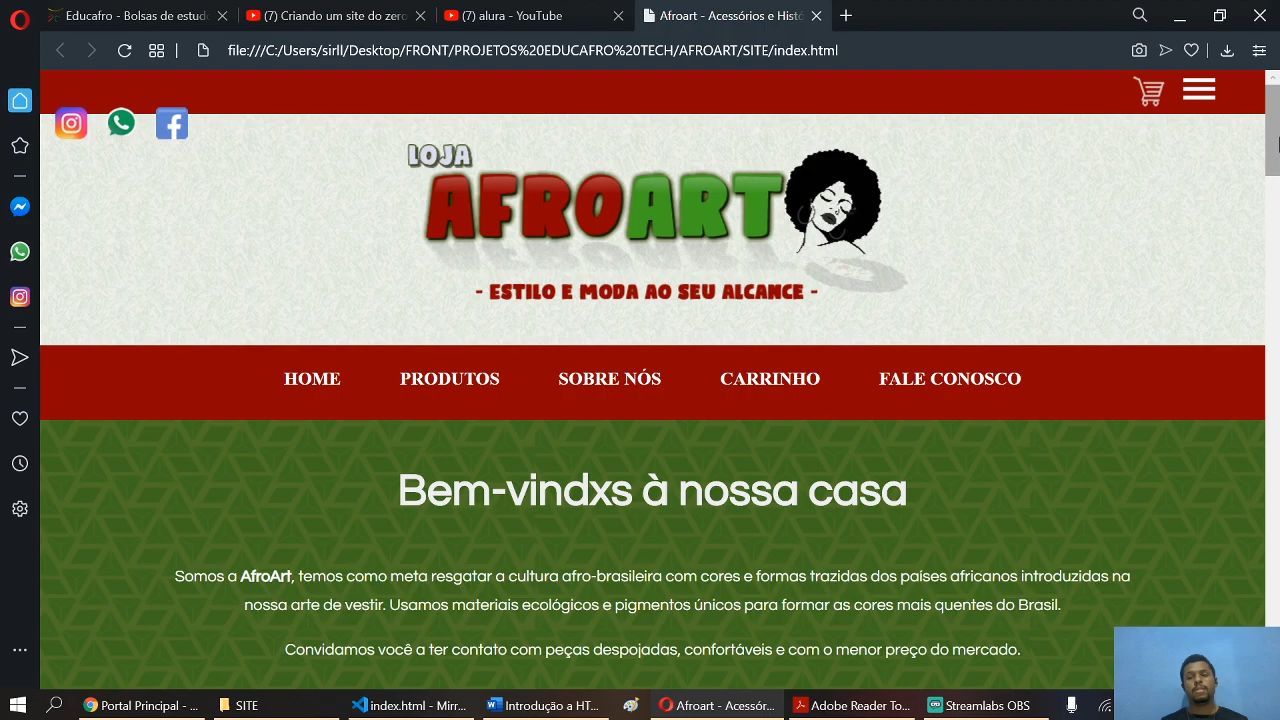 Educafro - Bolsas de estud
(7) Criando um site do zero
(7) alura - YouTube
Afroart - Acessórios e Histó
file:///C:/Users/sirll/Desktop/FRONT/PROJETOS%20EDUCAFRO%20TECH/AFROART/SITE/index.html
LOJA
AFROART
- ESTILO E MODA AO SEU ALCANCE -
HOME PRODUTOS SOBRE NÓS CARRINHO FALE CONOSCO
Bem-vindxs à nossa casa
Somos a AfroArt, temos como meta resgatar a cultura afro-brasileira com cores e formas trazidas dos países africanos introduzidas na
nossa arte de vestir. Usamos materiais ecológicos e pigmentos únicos para formar as cores mais quentes do Brasil.
Convidamos você a ter contato com peças despojadas, confortáveis e com o menor preço do mercado.
Portal Principal - ...
SITE
index.html - Mirr...
Introdução a HT...
Afroart - Acessór...
Adobe Reader To...
Streamlabs OBS